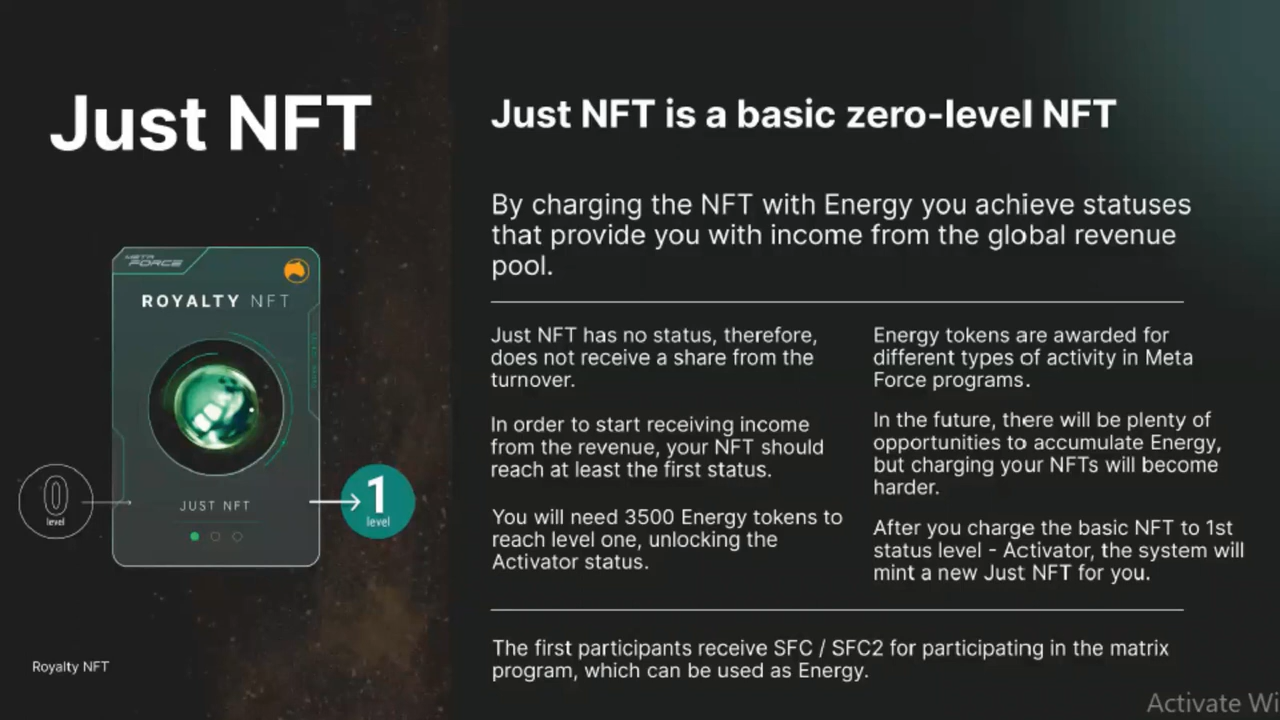 Just NFT
META
FORCE
ROYALTY NFT
0
level
JUST NFT
1
level
Royalty NFT
Just NFT is a basic zero-level NFT
By charging the NFT with Energy you achieve statuses
that provide you with income from the global revenue
pool.
Just NFT has no status, therefore,
does not receive a share from the
turnover.
In order to start receiving income
from the revenue, your NFT should
reach at least the first status.
You will need 3500 Energy tokens to
reach level one, unlocking the
Activator status.
Energy tokens are awarded for
different types of activity in Meta
Force programs.
In the future, there will be plenty of
opportunities to accumulate Energy,
but charging your NFTs will become
harder.
After you charge the basic NFT to 1st
status level - Activator, the system will
mint a new Just NFT for you.
The first participants receive SFC / SFC2 for participating in the matrix
program, which can be used as Energy.
Activate Wi